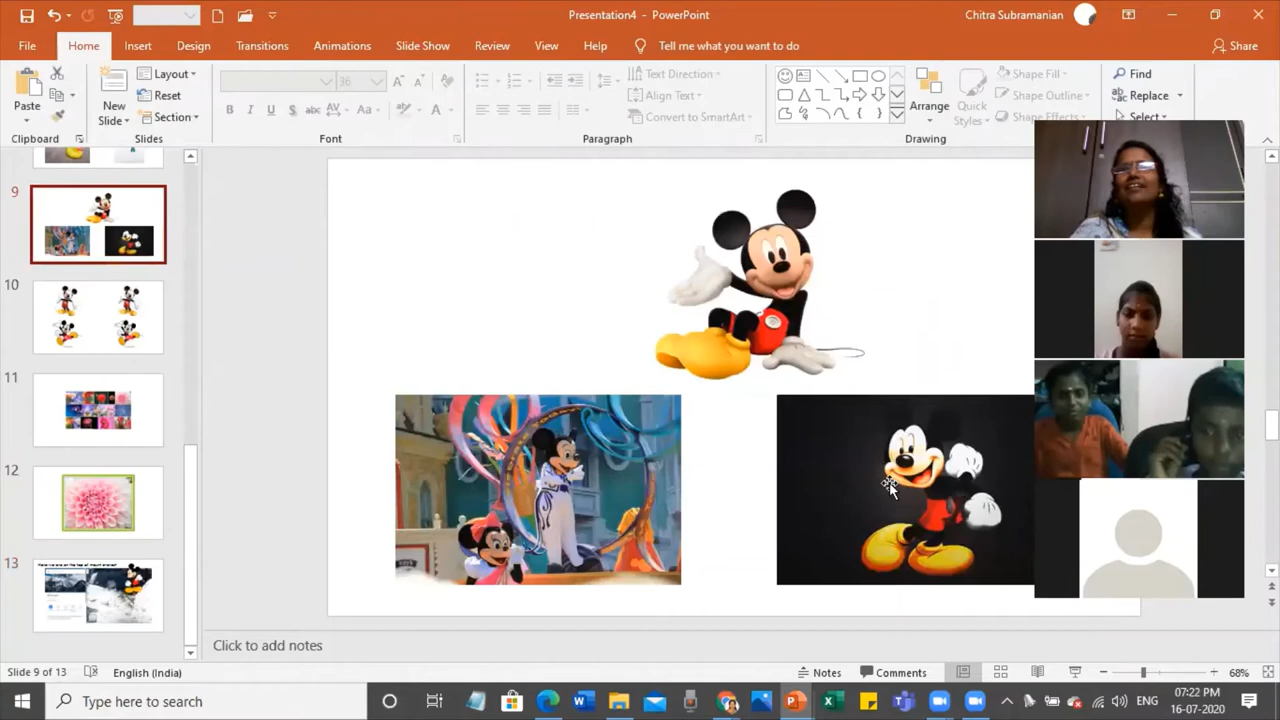 Presentation4 - PowerPoint
Chitra Subramanian
File
Home
Insert
Design
Transitions
Animations
Slide Show
Review
View
Help
Tell me what you want to do
Share
Paste
New
Slide
Layout
Reset
Section
36
B I U S abc AV Aa A
Text Direction
Align Text
Convert to SmartArt
Arrange
Quick
Styles
Shape Fill
Shape Outline
Shape Effects
Find
Replace
Select
Clipboard
Slides
Font
Paragraph
Drawing
9
10
11
12
13
Click to add notes
Slide 9 of 13
English (India)
Notes
Comments
68%
Type here to search
ENG
07:22 PM
16-07-2020